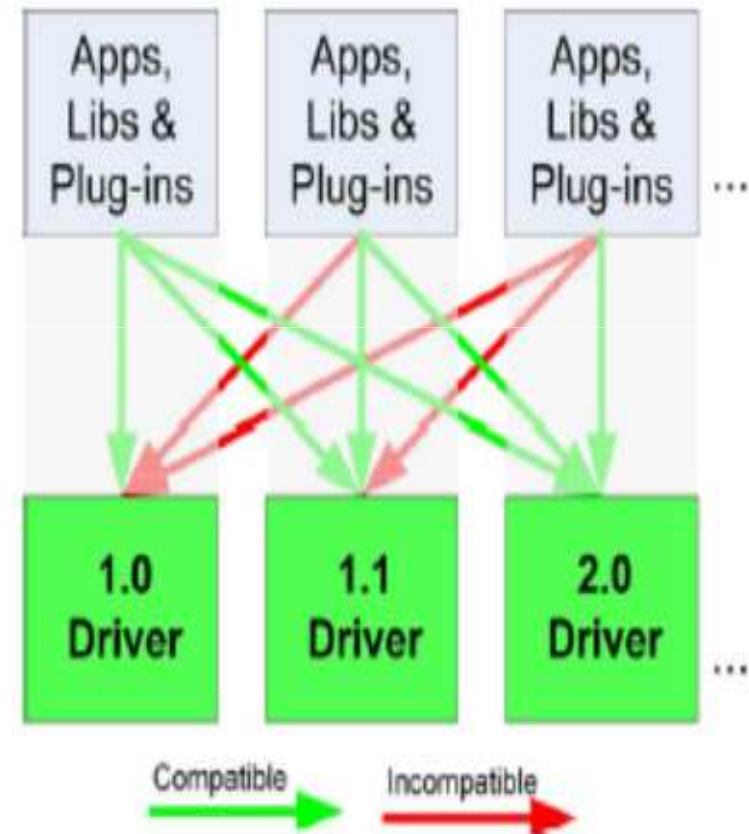 Apps,
Libs &
Plug-ins
Apps,
Libs &
Plug-ins
Apps,
Libs &
Plug-ins
...
1.0
Driver
1.1
Driver
2.0
Driver
...
Compatible
Incompatible